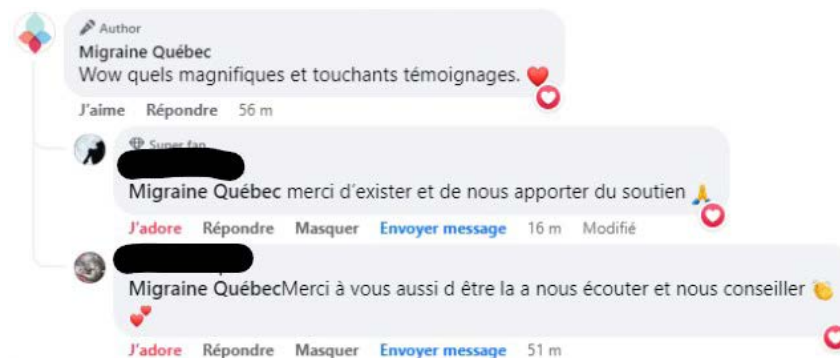 Author
Migraine Québec
Wow quels magnifiques et touchants témoignages. ❤️
J'aime Répondre 56 m
Super fan
Migraine Québec merci d'exister et de nous apporter du soutien 🙏
J'adore Répondre Masquer Envoyer message 16 m Modifié
Migraine QuébecMerci à vous aussi d être la a nous écouter et nous conseiller 👏
💕
J'adore Répondre Masquer Envoyer message 51 m